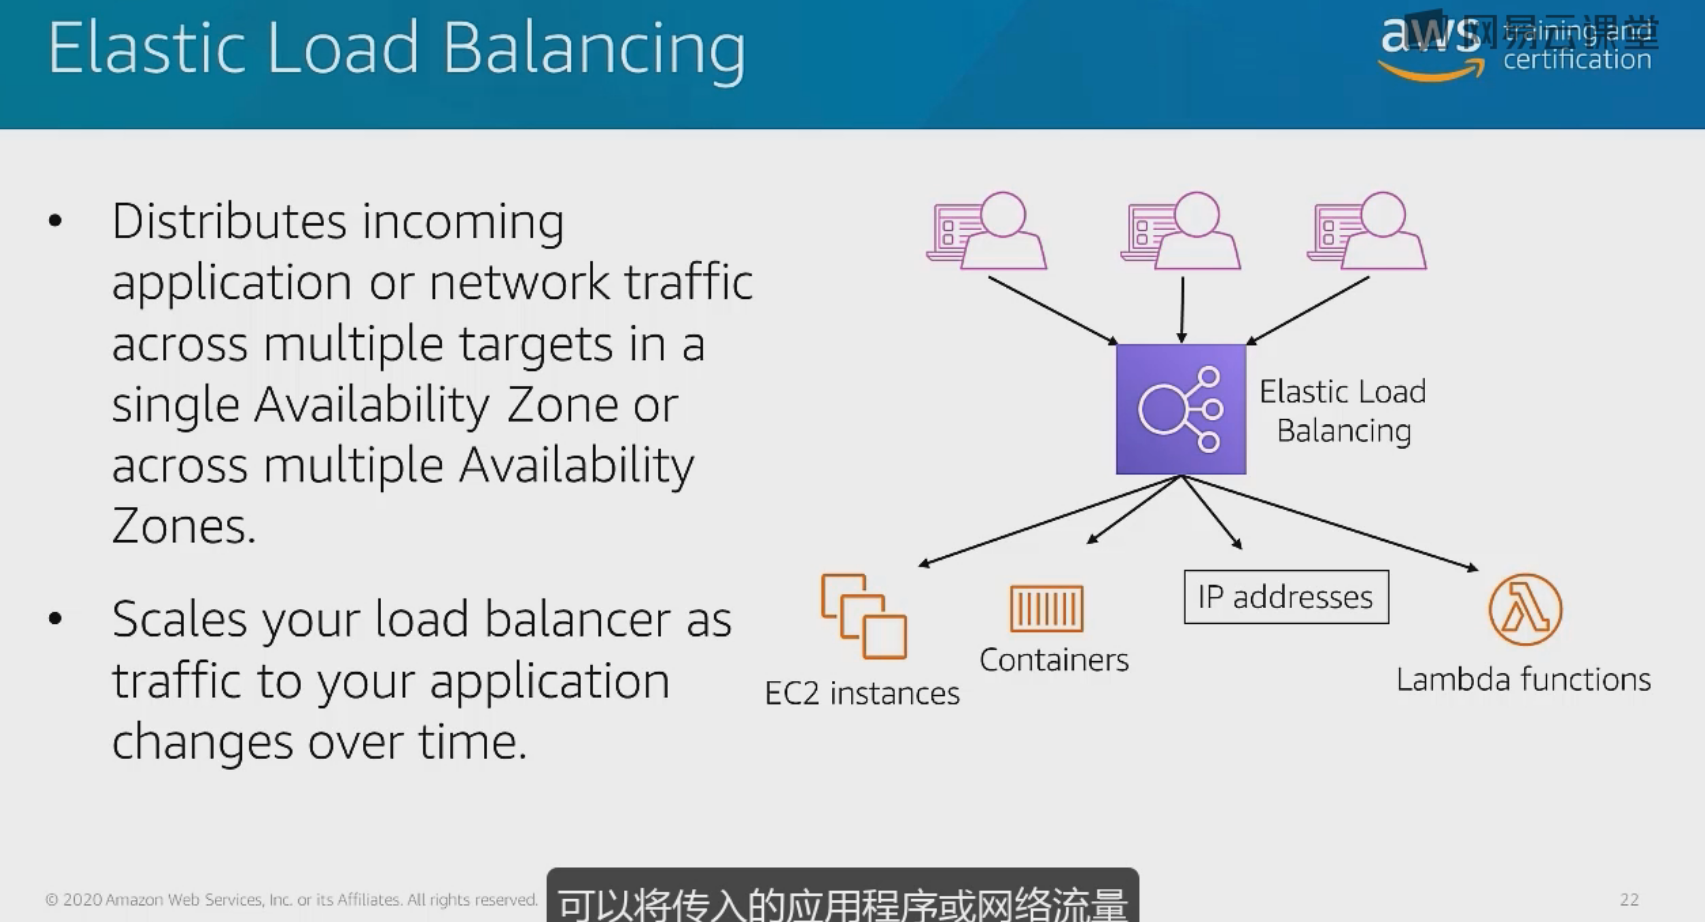 Elastic Load Balancing
aws training and
certification
网易云课堂
• Distributes incoming
application or network traffic
across multiple targets in a
single Availability Zone or
across multiple Availability
Zones.
• Scales your load balancer as
traffic to your application
changes over time.
Elastic Load
Balancing
EC2 instances
Containers
IP addresses
Lambda functions
© 2020 Amazon Web Services, Inc. or its Affiliates. All rights reserved.
可以将传入的应用程序或网络流量
22